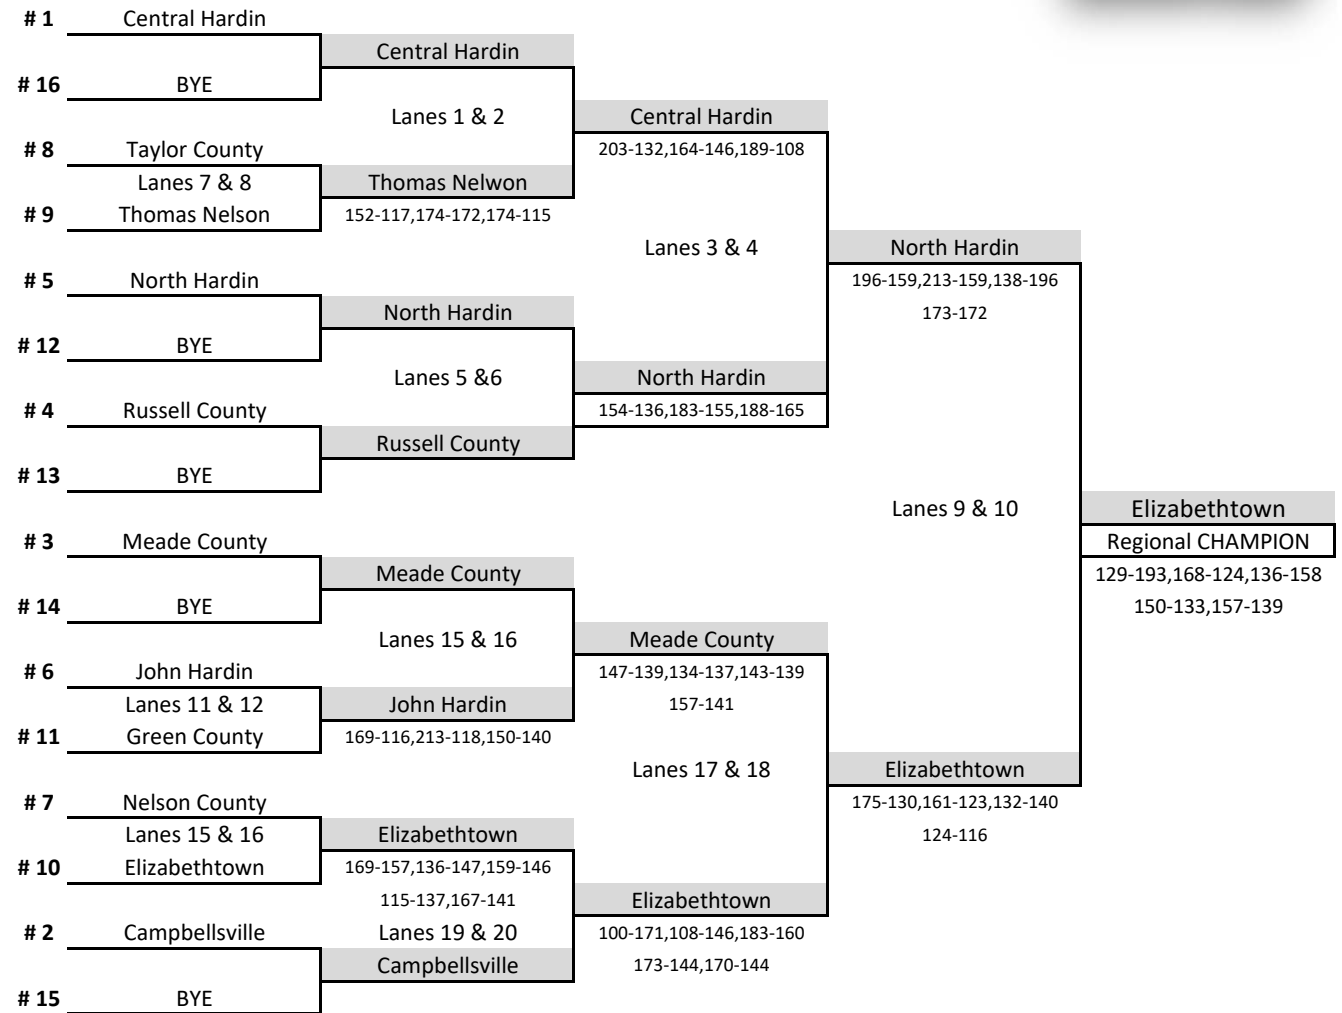 # 1 Central Hardin
Central Hardin
# 16 BYE
Lanes 1 & 2 Central Hardin
# 8 Taylor County 203-132,164-146,189-108
Lanes 7 & 8 Thomas Nelwon
# 9 Thomas Nelson 152-117,174-172,174-115
Lanes 3 & 4 North Hardin
# 5 North Hardin 196-159,213-159,138-196
North Hardin 173-172
# 12 BYE
Lanes 5 &6 North Hardin
# 4 Russell County 154-136,183-155,188-165
Russell County
# 13 BYE
Lanes 9 & 10 Elizabethtown
# 3 Meade County Regional CHAMPION
Meade County 129-193,168-124,136-158
# 14 BYE 150-133,157-139
Lanes 15 & 16 Meade County
# 6 John Hardin 147-139,134-137,143-139
Lanes 11 & 12 John Hardin 157-141
# 11 Green County 169-116,213-118,150-140
Lanes 17 & 18 Elizabethtown
# 7 Nelson County 175-130,161-123,132-140
Lanes 15 & 16 Elizabethtown 124-116
# 10 Elizabethtown 169-157,136-147,159-146
115-137,167-141 Elizabethtown
# 2 Campbellsville Lanes 19 & 20 100-171,108-146,183-160
Campbellsville 173-144,170-144
# 15 BYE